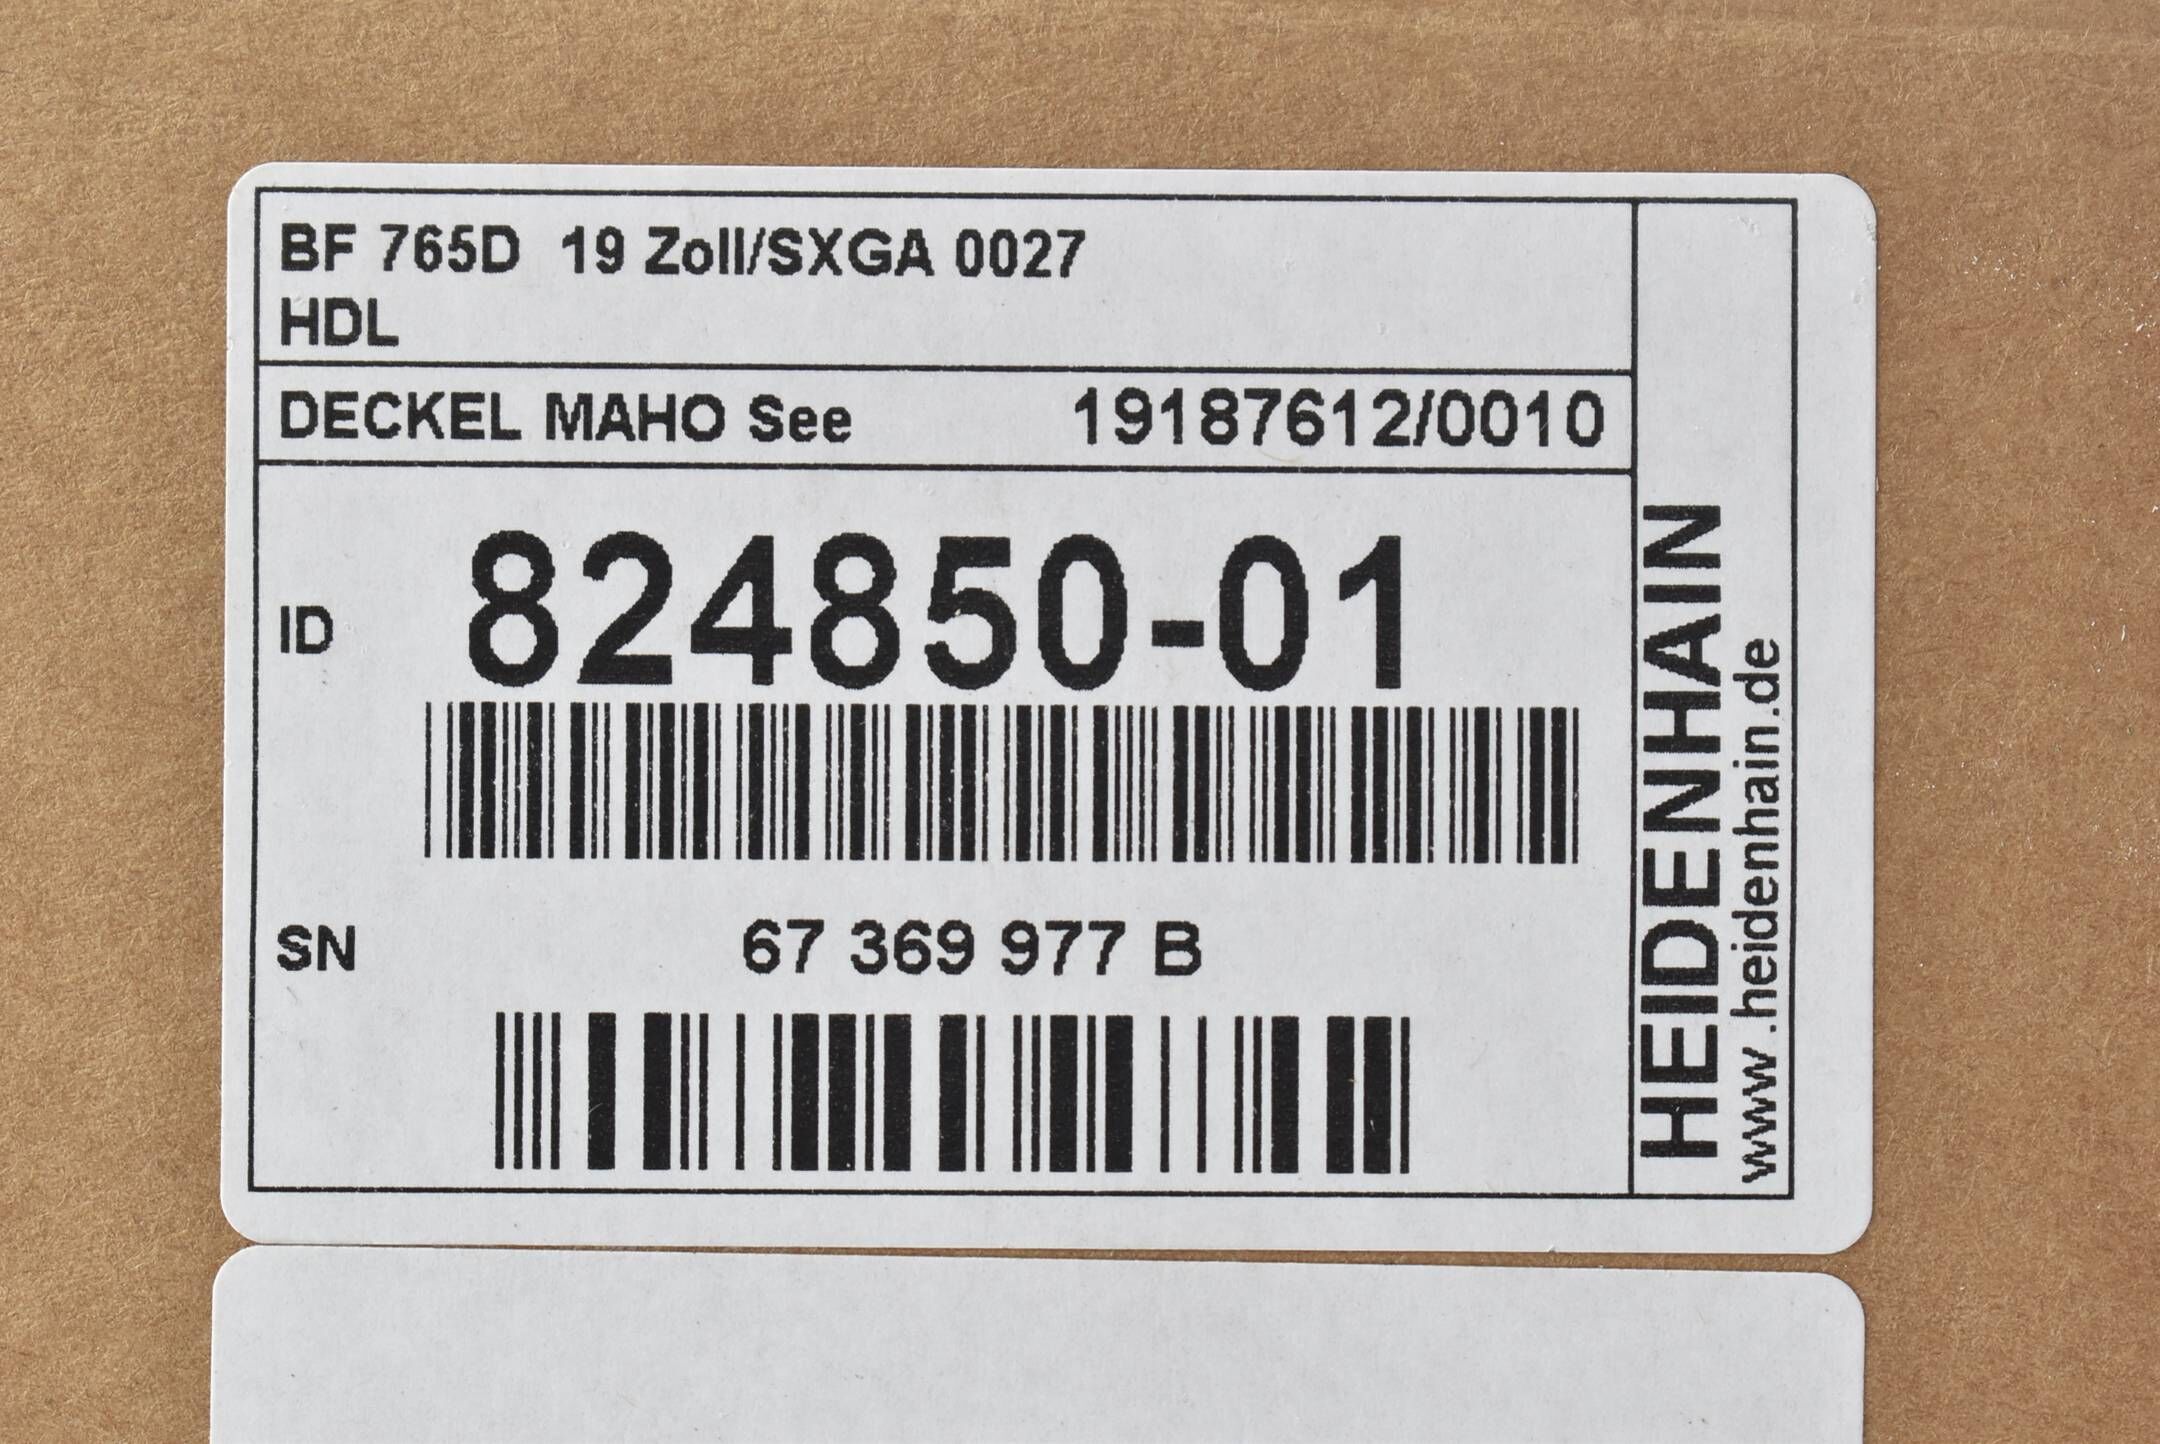 BF 765D  19 Zoll/SXGA 0027
HDL
DECKEL MAHO See 19187612/0010
ID 824850-01
SN 67 369 977 B
HEIDENHAIN
www.heidenhain.de